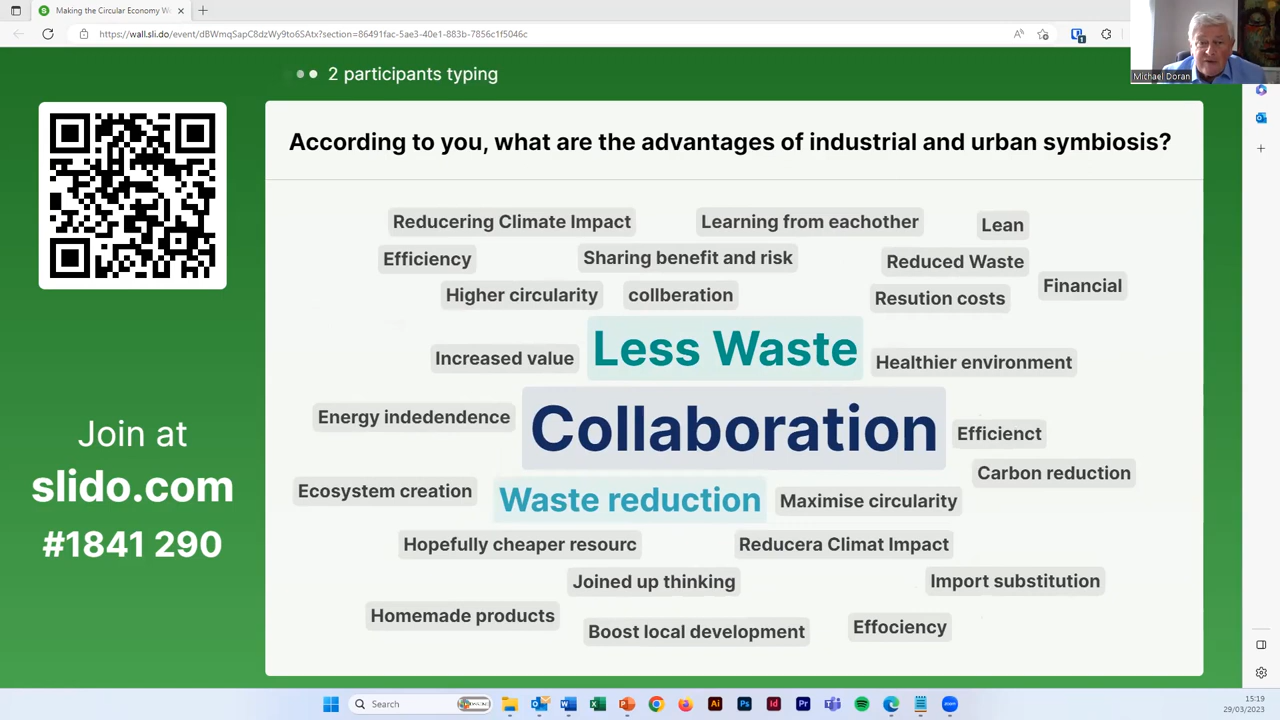 Making the Circular Economy W
https://wall.sli.do/event/dBWmqSapC8dzWy9to6SAtx?section=86491fac-5ae3-40e1-883b-7856c1f5046c
Michael Doran
2 participants typing
According to you, what are the advantages of industrial and urban symbiosis?
Reducering Climate Impact
Learning from eachother
Lean
Efficiency
Sharing benefit and risk
Reduced Waste
Financial
Higher circularity
collberation
Resution costs
Less Waste
Increased value
Healthier environment
Energy indedendence
Collaboration
Efficienct
Carbon reduction
Ecosystem creation
Waste reduction
Maximise circularity
Hopefully cheaper resourc
Reducera Climat Impact
Joined up thinking
Import substitution
Homemade products
Boost local development
Effociency
Join at
slido.com
#1841 290
Search
15:19
29/03/2023